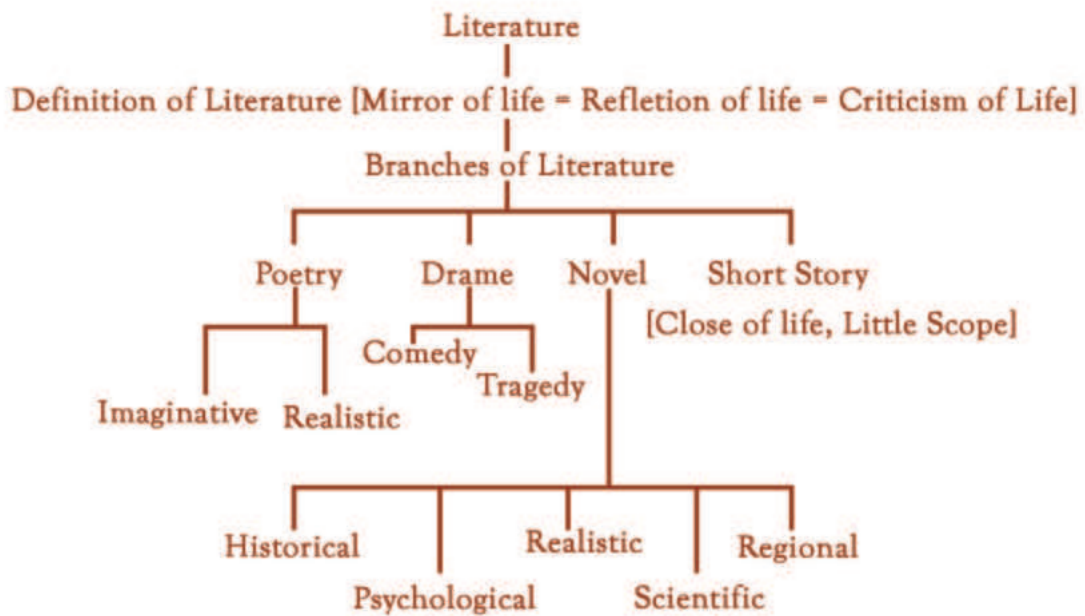 Literature
Definition of Literature [Mirror of life = Refletion of life = Criticism of Life]
Branches of Literature
Poetry Drame Novel Short Story
[Close of life, Little Scope]
Comedy
Tragedy
Imaginative Realistic
Historical Realistic Regional
Psychological Scientific